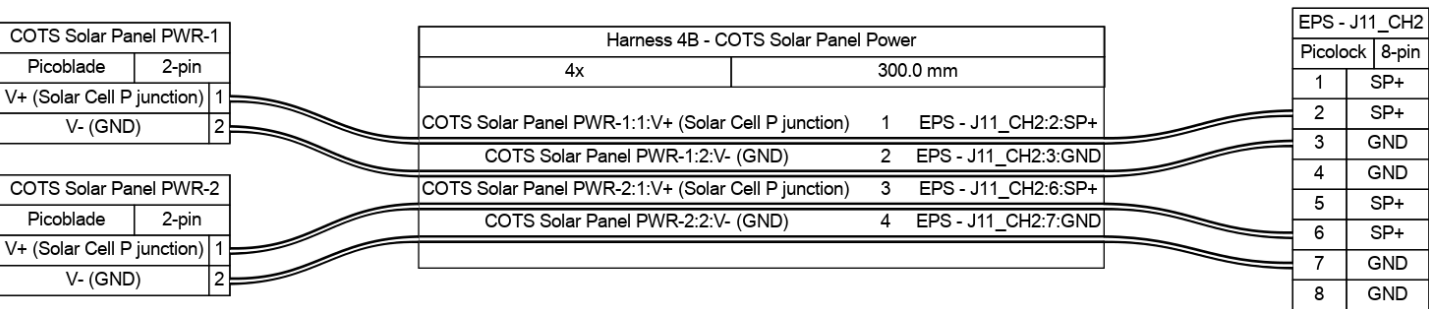 COTS Solar Panel PWR-1
Picoblade 2-pin
V+ (Solar Cell P junction) 1
V- (GND) 2
COTS Solar Panel PWR-2
Picoblade 2-pin
V+ (Solar Cell P junction) 1
V- (GND) 2
Harness 4B - COTS Solar Panel Power
4x 300.0 mm
COTS Solar Panel PWR-1:1:V+ (Solar Cell P junction) 1 EPS - J11_CH2:2:SP+
COTS Solar Panel PWR-1:2:V- (GND) 2 EPS - J11_CH2:3:GND
COTS Solar Panel PWR-2:1:V+ (Solar Cell P junction) 3 EPS - J11_CH2:6:SP+
COTS Solar Panel PWR-2:2:V- (GND) 4 EPS - J11_CH2:7:GND
EPS - J11_CH2
Picolock 8-pin
1 SP+
2 SP+
3 GND
4 GND
5 SP+
6 SP+
7 GND
8 GND